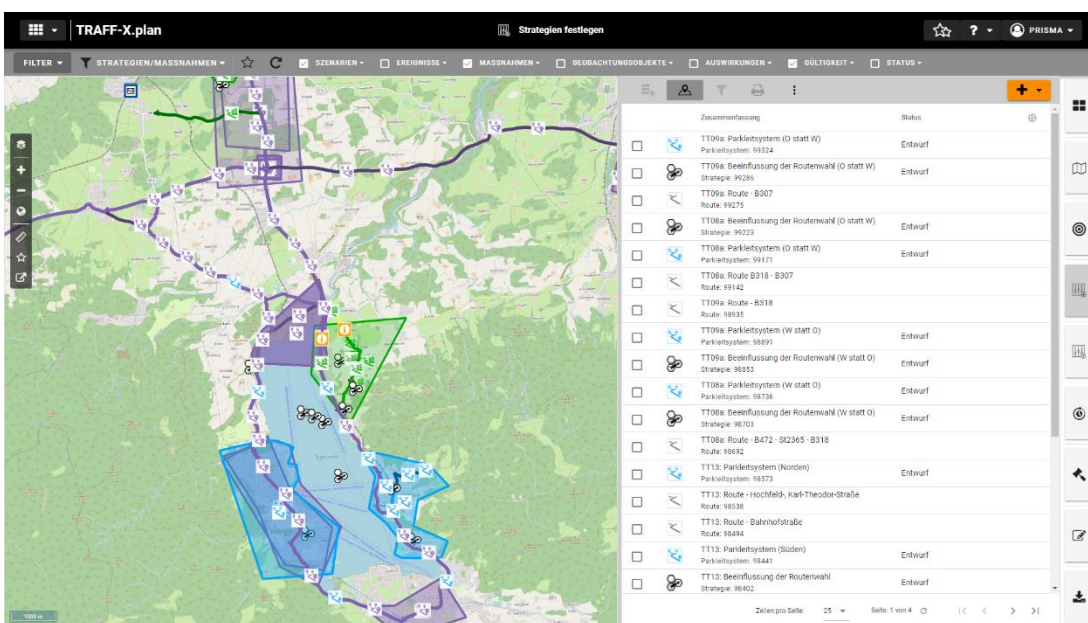 TRAFF-X.plan
Strategien festlegen
?
PRISMA
FILTER
STRATEGIEN/MASSNAHMEN
SZENARIEN
EREIGNISSE
MASSNAHMEN
BEOBACHTUNGSOBJEKTE
AUSWIRKUNGEN
GÜLTIGKEIT
STATUS
Zusammenfassung
Status
TT09a: Parkleitsystem (O statt W)
Parkleitsystem: 99324
Entwurf
TT09a: Beeinflussung der Routenwahl (O statt W)
Strategie: 99286
Entwurf
TT09a: Route - B307
Route: 99275
TT08a: Beeinflussung der Routenwahl (O statt W)
Strategie: 99223
Entwurf
TT08a: Parkleitsystem (O statt W)
Parkleitsystem: 99171
Entwurf
TT08a: Route B318 - B307
Route: 99142
TT09a: Route - B318
Route: 98935
TT09a: Parkleitsystem (W statt O)
Parkleitsystem: 98891
Entwurf
TT09a: Beeinflussung der Routenwahl (W statt O)
Strategie: 98853
Entwurf
TT08a: Parkleitsystem (W statt O)
Parkleitsystem: 98736
Entwurf
TT08a: Beeinflussung der Routenwahl (W statt O)
Strategie: 98703
Entwurf
TT08a: Route - B472 - St2365 - B318
Route: 98692
TT13: Parkleitsystem (Norden)
Parkleitsystem: 98573
Entwurf
TT13: Route - Hochfeld-, Karl-Theodor-Straße
Route: 98538
TT13: Route - Bahnhofstraße
Route: 98494
TT13: Parkleitsystem (Süden)
Parkleitsystem: 98441
Entwurf
TT13: Beeinflussung der Routenwahl
Strategie: 98402
Entwurf
1000 m
Zeilen pro Seite:
25
Seite: 1 von 4